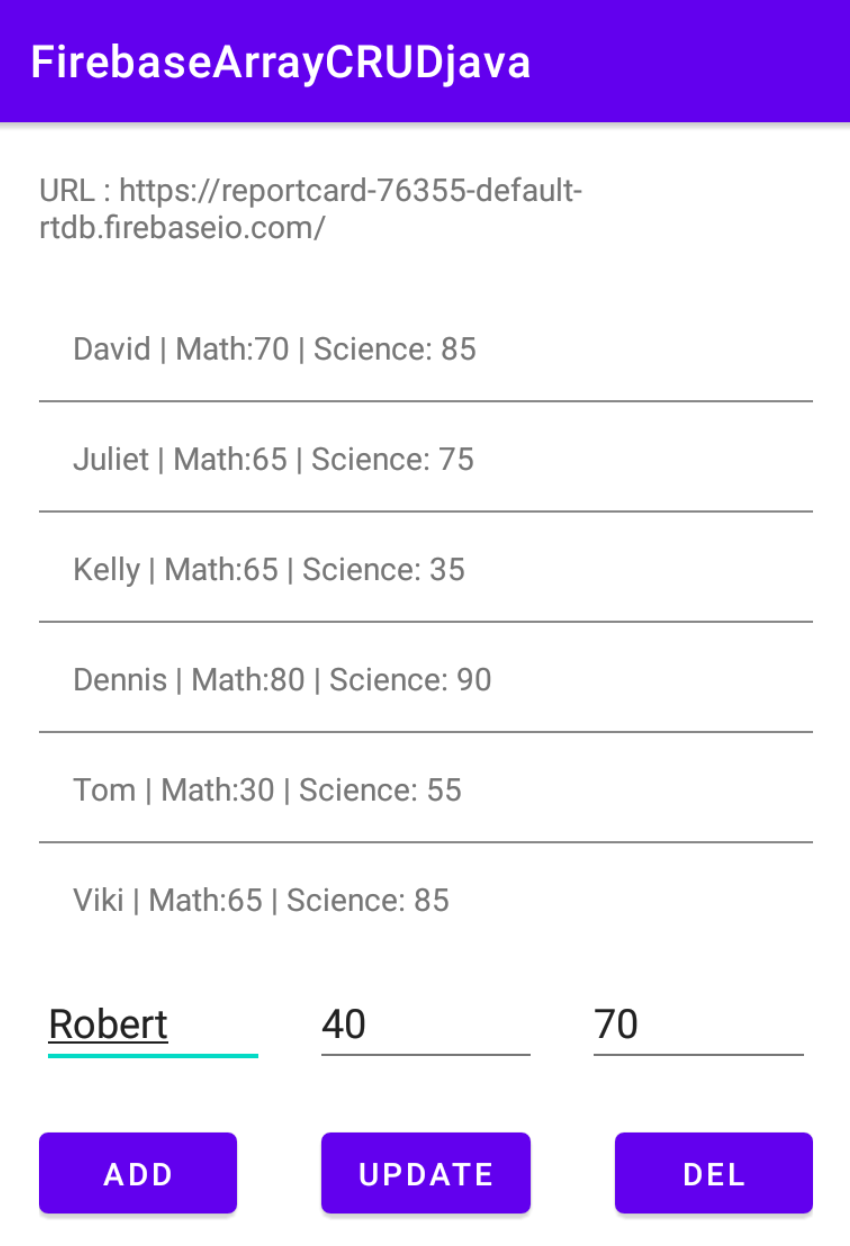 FirebaseArrayCRUDjava
URL : https://reportcard-76355-default-
rtdb.firebaseio.com/
David | Math:70 | Science: 85
Juliet | Math:65 | Science: 75
Kelly | Math:65 | Science: 35
Dennis | Math:80 | Science: 90
Tom | Math:30 | Science: 55
Viki | Math:65 | Science: 85
Robert 40 70
ADD UPDATE DEL